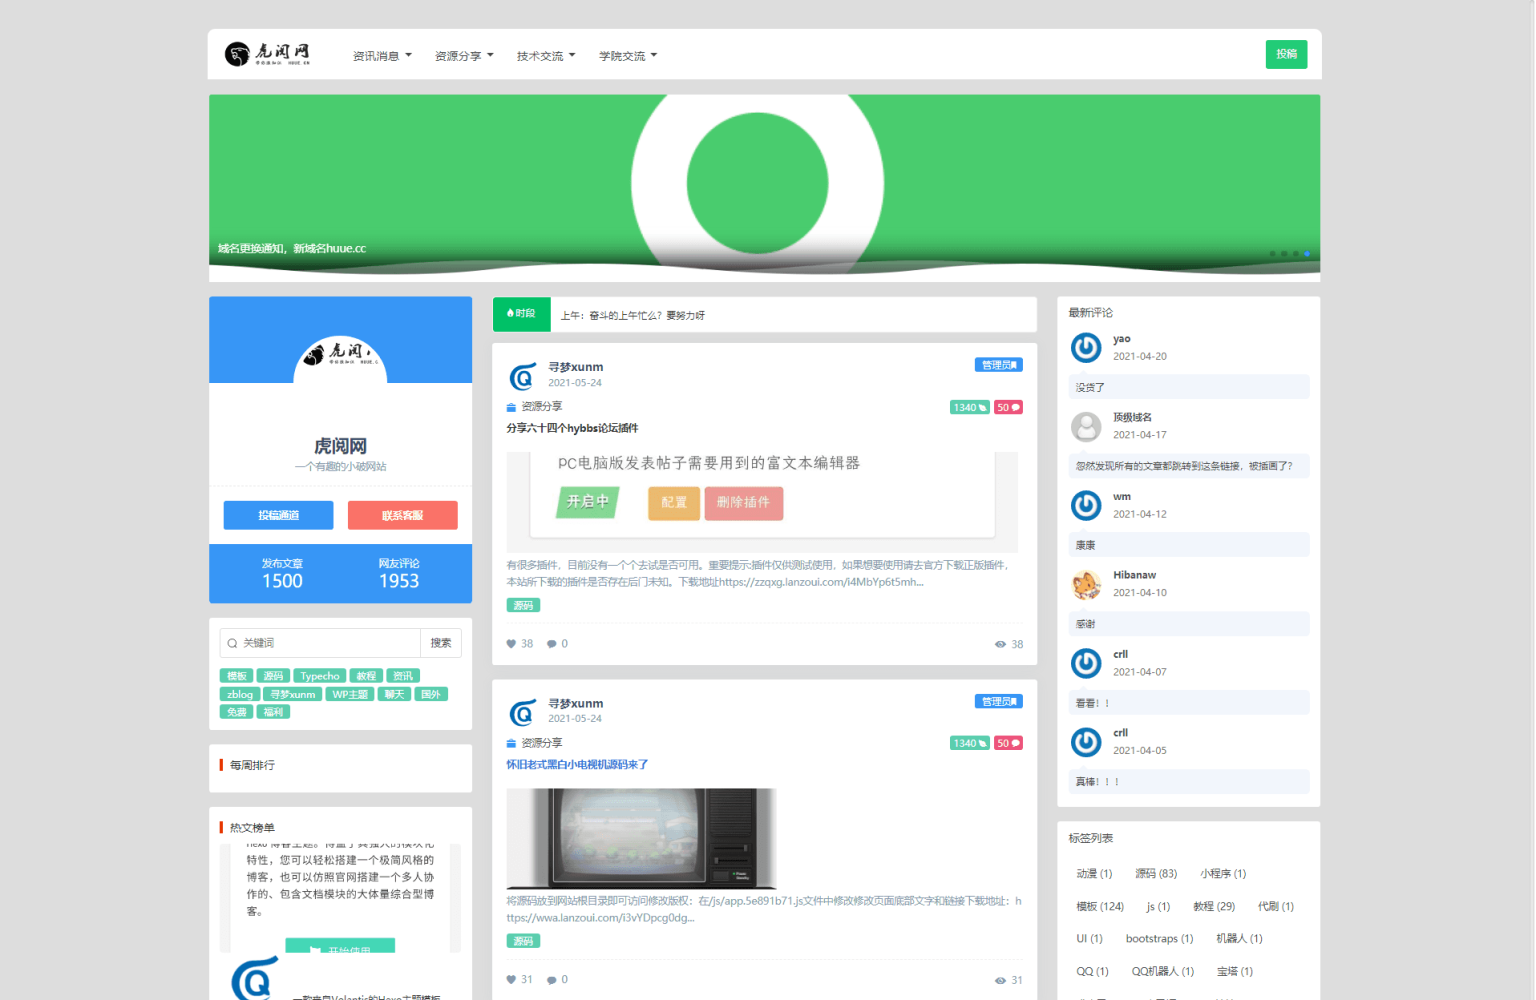 虎阅网
资讯消息
资源分享
技术交流
学院交流
投稿
域名更换通知，新域名huue.cc
虎阅网
一个有趣的小破网站
投稿通道
联系客服
发布文章
1500
网友评论
1953
关键词
搜索
模板 源码 Typecho 教程 资讯
zblog 寻梦xunm WP主题 聊天 国外
免费 福利
每周排行
热文榜单
特性，您可以轻松搭建一个极简风格的
博客，也可以仿照官网搭建一个多人协
作的、包含文档模块的大体量综合型博
客。
开始使用
一款来自Volantis的Hexo主题模板
时段
上午：奋斗的上午忙么？要努力呀
寻梦xunm
2021-05-24
管理员
资源分享
1340
50
分享六十四个hybbs论坛插件
PC电脑版发表帖子需要用到的富文本编辑器
开启中
配置
删除插件
有很多插件，目前没有一个个去试是否可用。重要提示:插件仅供测试使用，如果想要使用请去官方下载正版插件，
本站所下载的插件是否存在后门未知。下载地址https://zzqxg.lanzoui.com/i4MbYp6t5mh...
源码
38
0
38
寻梦xunm
2021-05-24
管理员
资源分享
1340
50
怀旧老式黑白小电视机源码来了
将源码放到网站根目录即可访问修改版权：在/js/app.5e891b71.js文件中修改修改页面底部文字和链接下载地址：h
ttps://wwa.lanzoui.com/i3vYDpcg0dg...
源码
31
0
31
最新评论
yao
2021-04-20
没货了
顶级域名
2021-04-17
忽然发现所有的文章都跳转到这条链接，被插画了？
wm
2021-04-12
康康
Hibanaw
2021-04-10
感谢
crll
2021-04-07
看看！！
crll
2021-04-05
真棒！！！
标签列表
动漫 (1) 源码 (83) 小程序 (1)
模板 (124) js (1) 教程 (29) 代刷 (1)
UI (1) bootstraps (1) 机器人 (1)
QQ (1) QQ机器人 (1) 宝塔 (1)